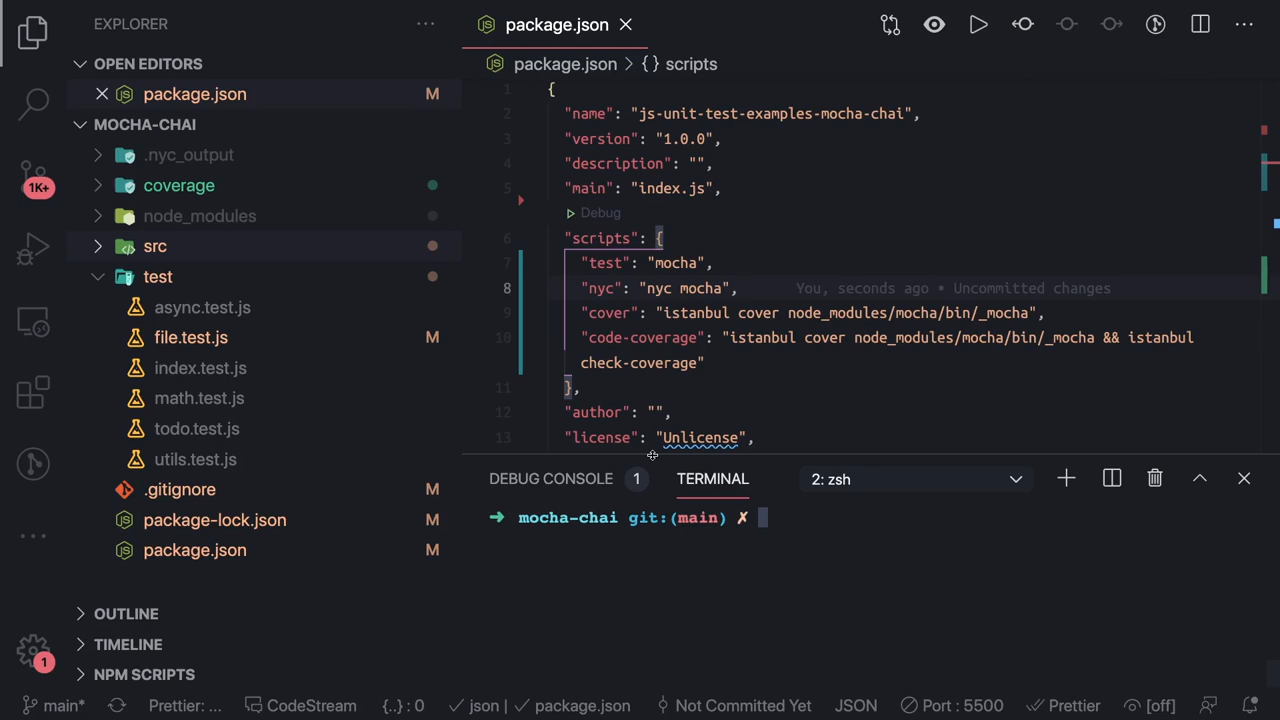 EXPLORER
OPEN EDITORS
package.json M
MOCHA-CHAI
.nyc_output
coverage
node_modules
src
test
async.test.js
file.test.js M
index.test.js
math.test.js
todo.test.js
utils.test.js
.gitignore M
package-lock.json M
package.json M
OUTLINE
TIMELINE
NPM SCRIPTS
1K+
1
package.json
package.json > {} scripts
1 {
2 "name": "js-unit-test-examples-mocha-chai",
3 "version": "1.0.0",
4 "description": "",
5 "main": "index.js",
Debug
6 "scripts": {
7 "test": "mocha",
8 "nyc": "nyc mocha", You, seconds ago • Uncommitted changes
9 "cover": "istanbul cover node_modules/mocha/bin/_mocha",
10 "code-coverage": "istanbul cover node_modules/mocha/bin/_mocha && istanbul
check-coverage"
11 },
12 "author": "",
13 "license": "Unlicense",
DEBUG CONSOLE 1 TERMINAL 2: zsh
➜ mocha-chai git:(main) ✗
main* Prettier: ... CodeStream {..} : 0 ✓ json | ✓ package.json Not Committed Yet JSON Port : 5500 Prettier [off]